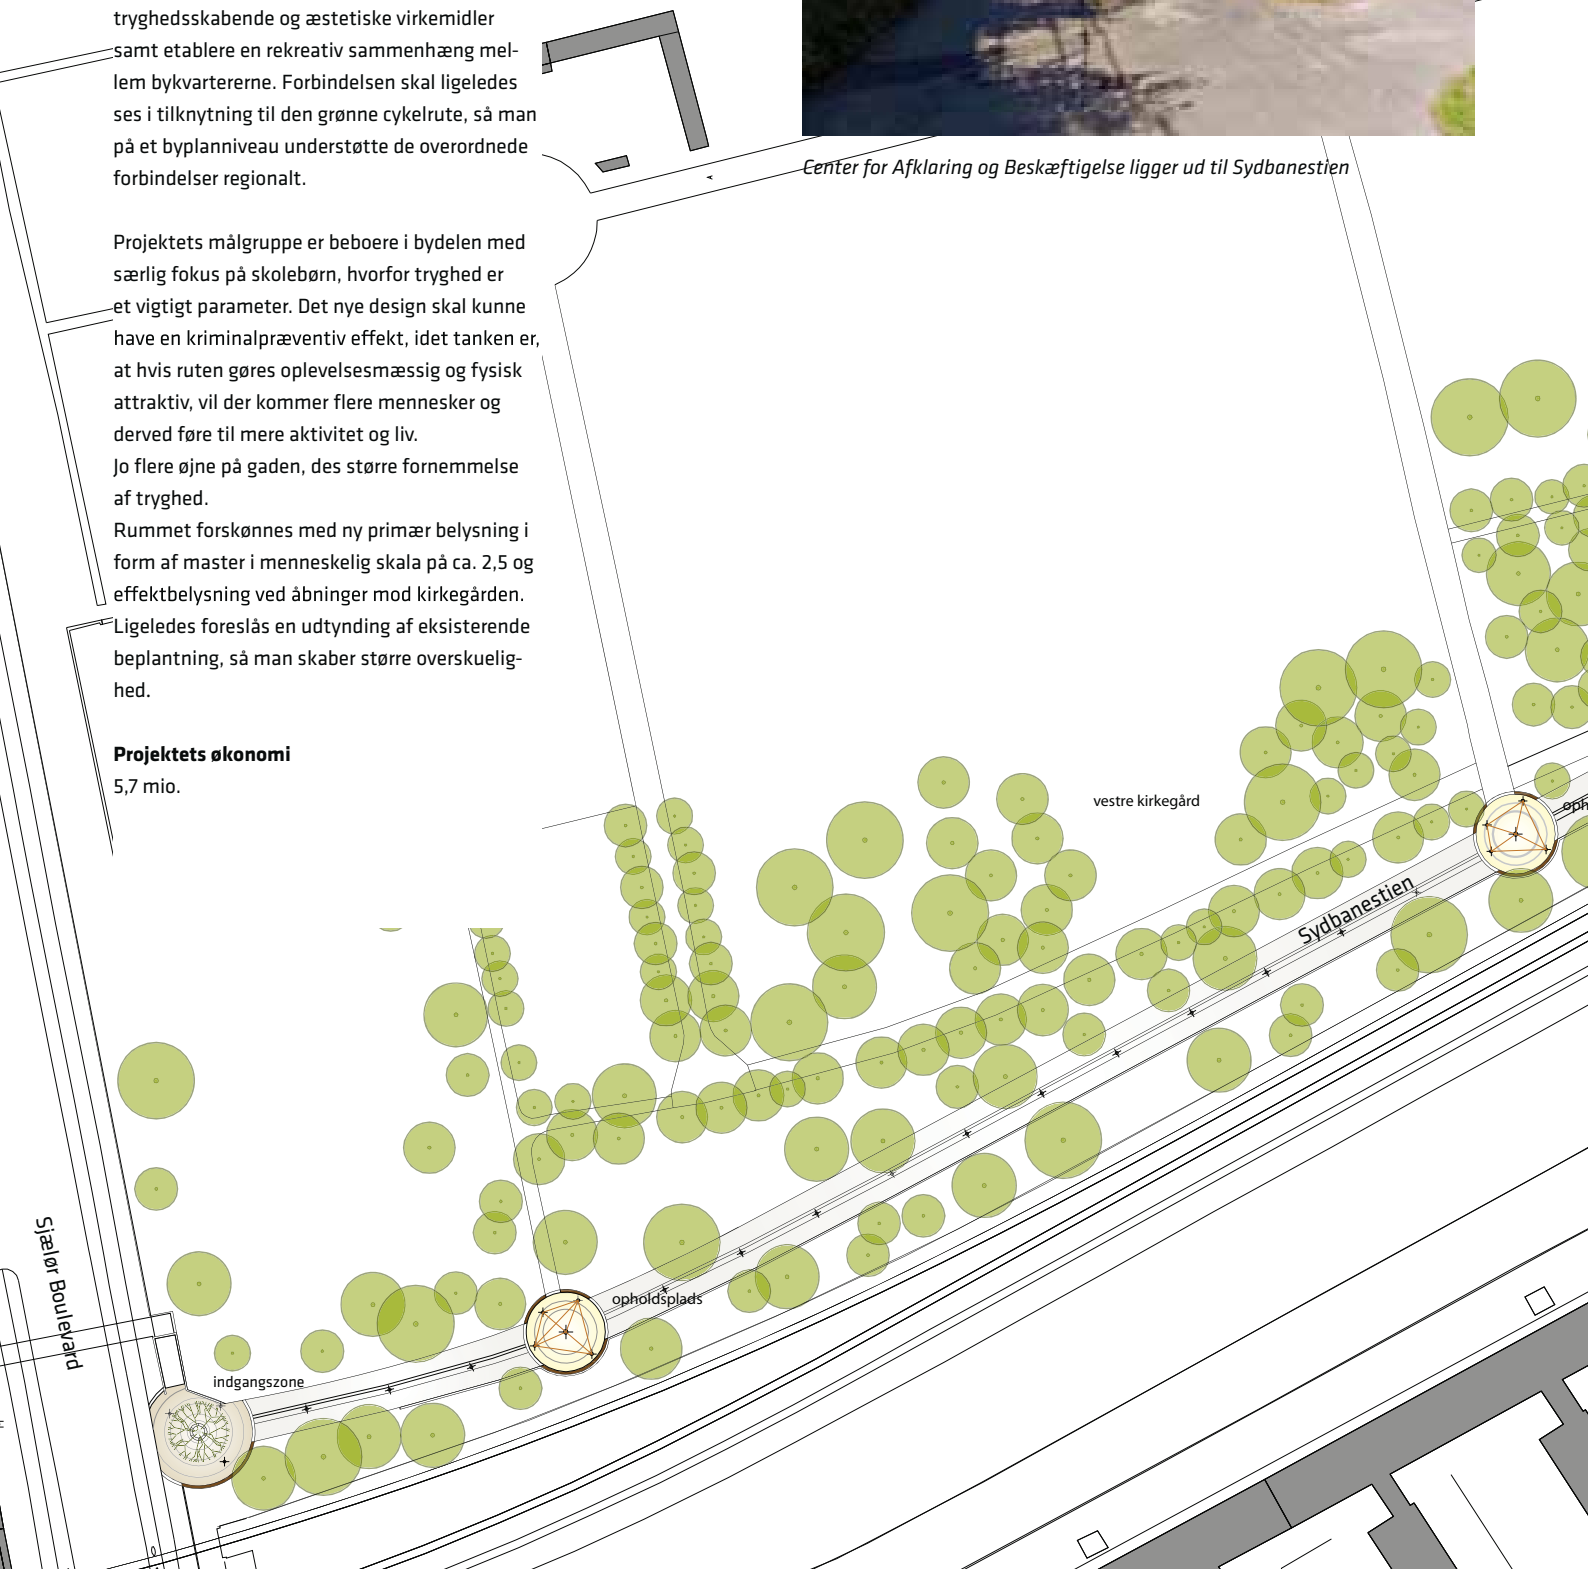 tryghedsskabende og æstetiske virkemidler
samt etablere en rekreativ sammenhæng mel-
lem bykvartererne. Forbindelsen skal ligeledes
ses i tilknytning til den grønne cykelrute, så man
på et byplanniveau understøtte de overordnede
forbindelser regionalt.
Projektets målgruppe er beboere i bydelen med
særlig fokus på skolebørn, hvorfor tryghed er
et vigtigt parameter. Det nye design skal kunne
have en kriminalpræventiv effekt, idet tanken er,
at hvis ruten gøres oplevelsesmæssig og fysisk
attraktiv, vil der kommer flere mennesker og
derved føre til mere aktivitet og liv.
Jo flere øjne på gaden, des større fornemmelse
af tryghed.
Rummet forskønnes med ny primær belysning i
form af master i menneskelig skala på ca. 2,5 og
effektbelysning ved åbninger mod kirkegården.
Ligeledes foreslås en udtynding af eksisterende
beplantning, så man skaber større overskuelig-
hed.
Projektets økonomi
5,7 mio.
Center for Afklaring og Beskæftigelse ligger ud til Sydbanestien
vestre kirkegård
oph
Sydbanestien
opholdsplads
indgangszone
Sjælør Boulevard